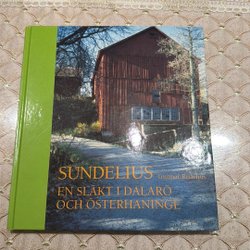 SUNDELIUS
EN SLÄKT I DALARÖ
OCH ÖSTERHANINGE